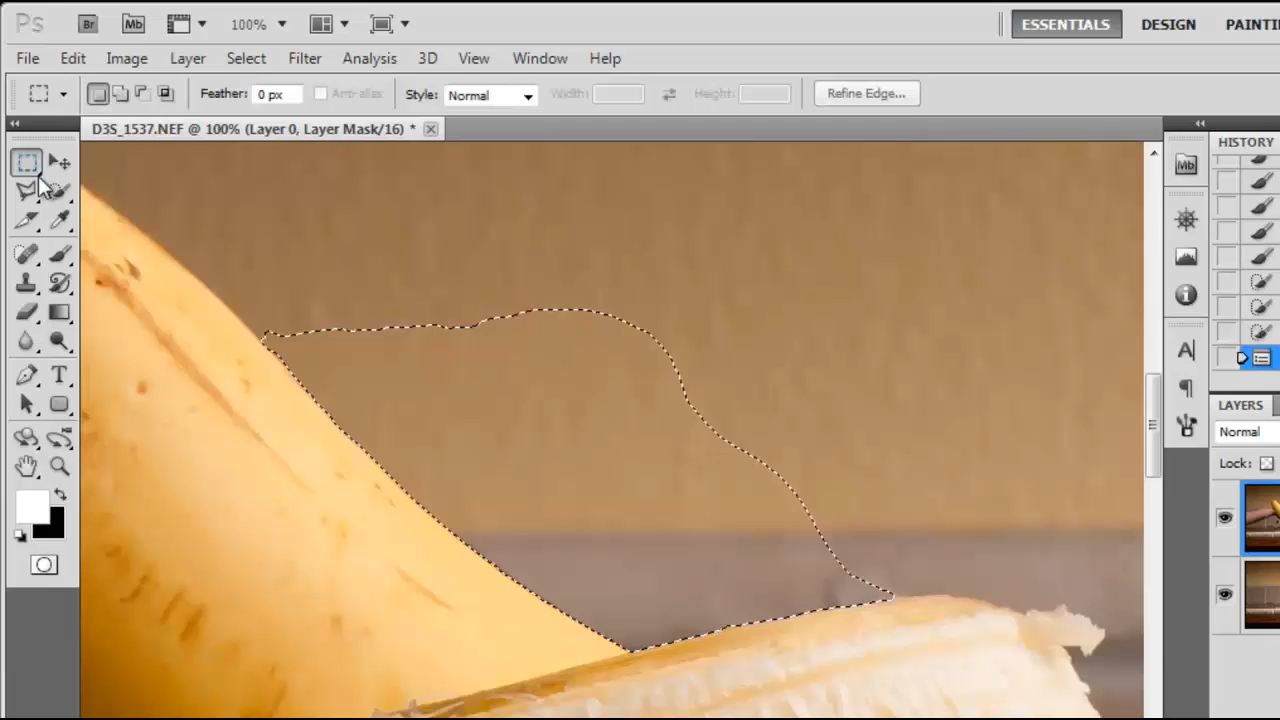 Ps Br Mb 100% ESSENTIALS DESIGN
File Edit Image Layer Select Filter Analysis 3D View Window Help
Feather: 0 px Anti-alias Style: Normal Width: Height: Refine Edge...
D3S_1537.NEF @ 100% (Layer 0, Layer Mask/16) *
HISTORY
Mb
A
LAYERS
Normal
Lock:
T